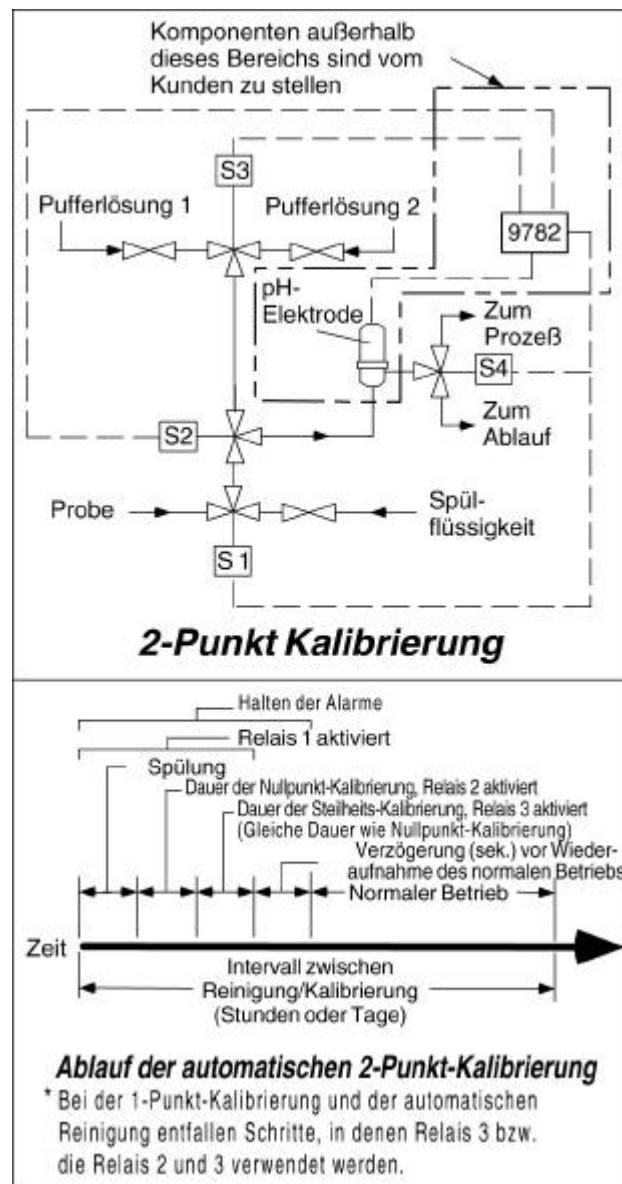 Komponenten außerhalb
dieses Bereichs sind vom
Kunden zu stellen
S3
Pufferlösung 1
Pufferlösung 2
9782
pH-
Elektrode
Zum
Prozeß
S4
Zum
Ablauf
S2
Probe
Spül-
flüssigkeit
S 1
2-Punkt Kalibrierung
Halten der Alarme
Relais 1 aktiviert
Spülung
Dauer der Nullpunkt-Kalibrierung, Relais 2 aktiviert
Dauer der Steilheits-Kalibrierung, Relais 3 aktiviert
(Gleiche Dauer wie Nullpunkt-Kalibrierung)
Verzögerung (sek.) vor Wieder-
aufnahme des normalen Betriebs
Normaler Betrieb
Zeit
Intervall zwischen
Reinigung/Kalibrierung
(Stunden oder Tage)
Ablauf der automatischen 2-Punkt-Kalibrierung
* Bei der 1-Punkt-Kalibrierung und der automatischen
Reinigung entfallen Schritte, in denen Relais 3 bzw.
die Relais 2 und 3 verwendet werden.